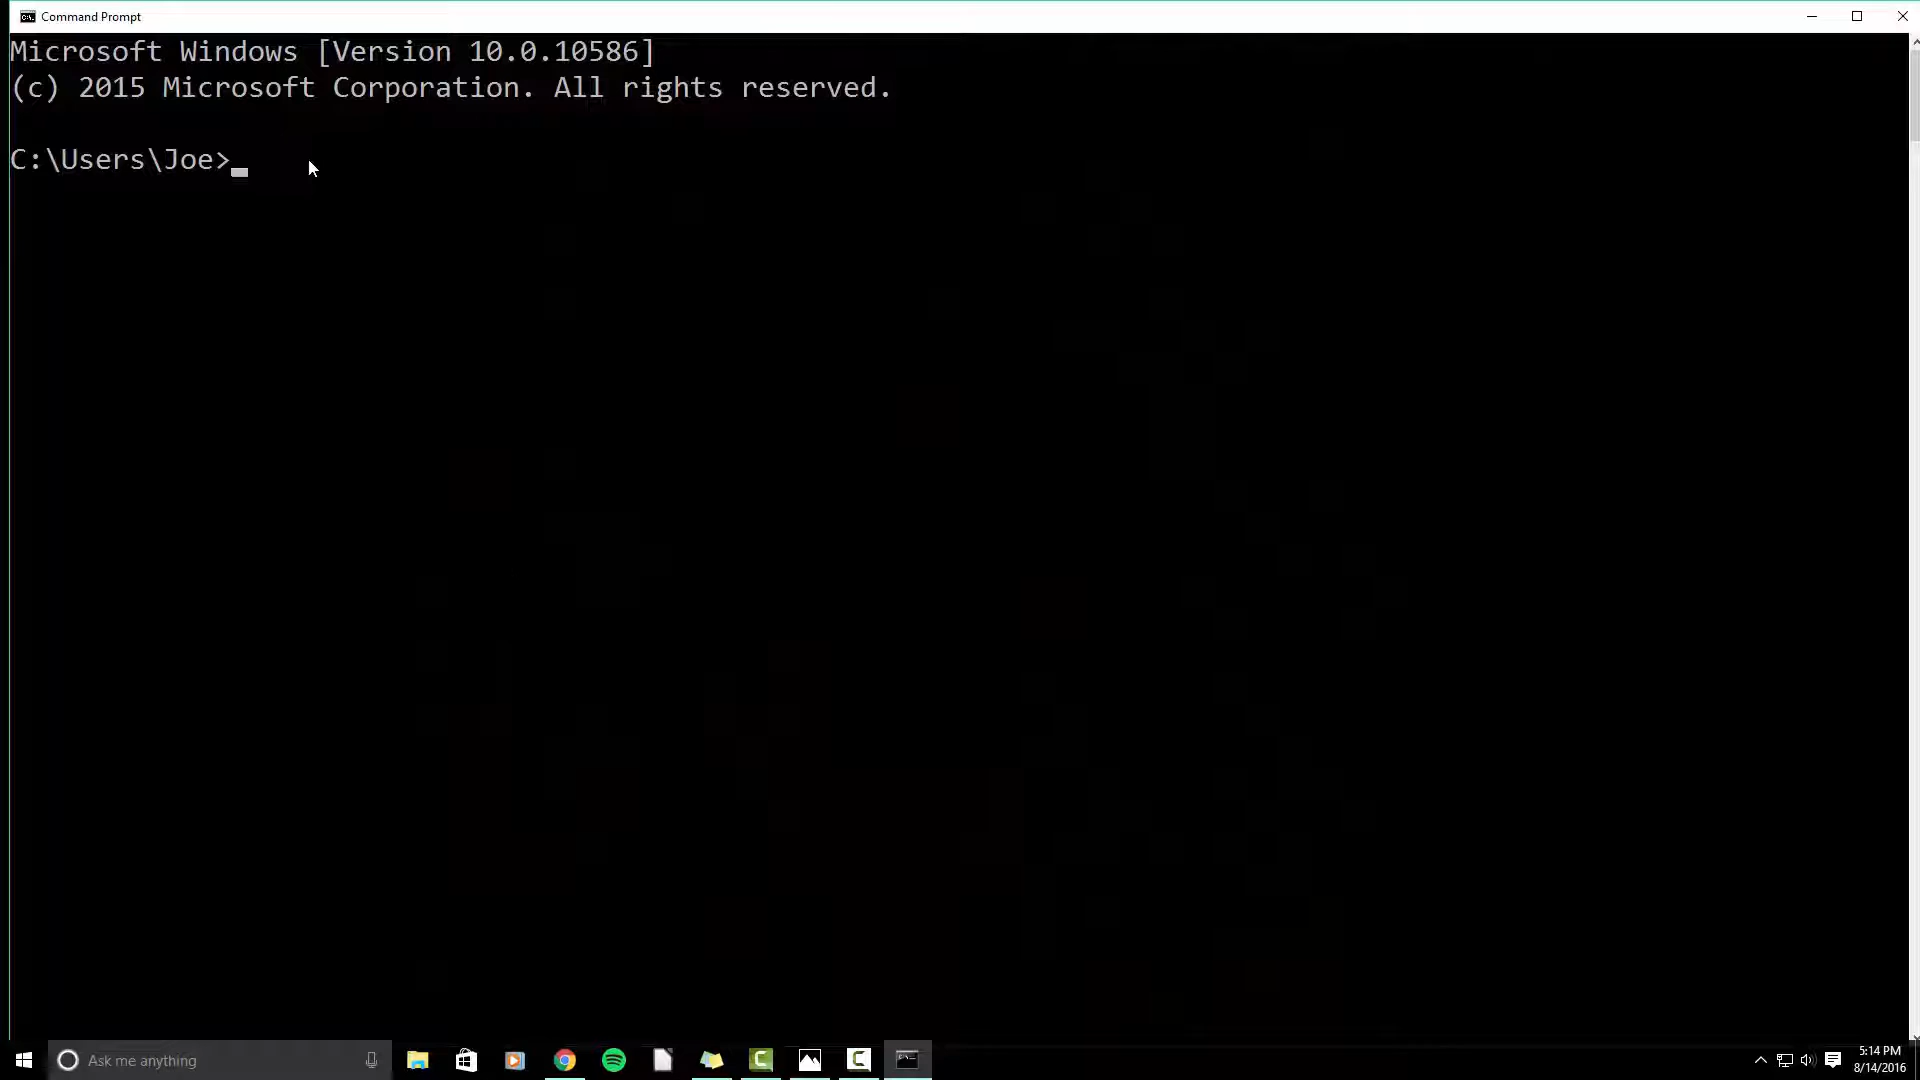 Command Prompt
Microsoft Windows [Version 10.0.10586]
(c) 2015 Microsoft Corporation. All rights reserved.
C:\Users\Joe>
Ask me anything
5:14 PM
8/14/2016